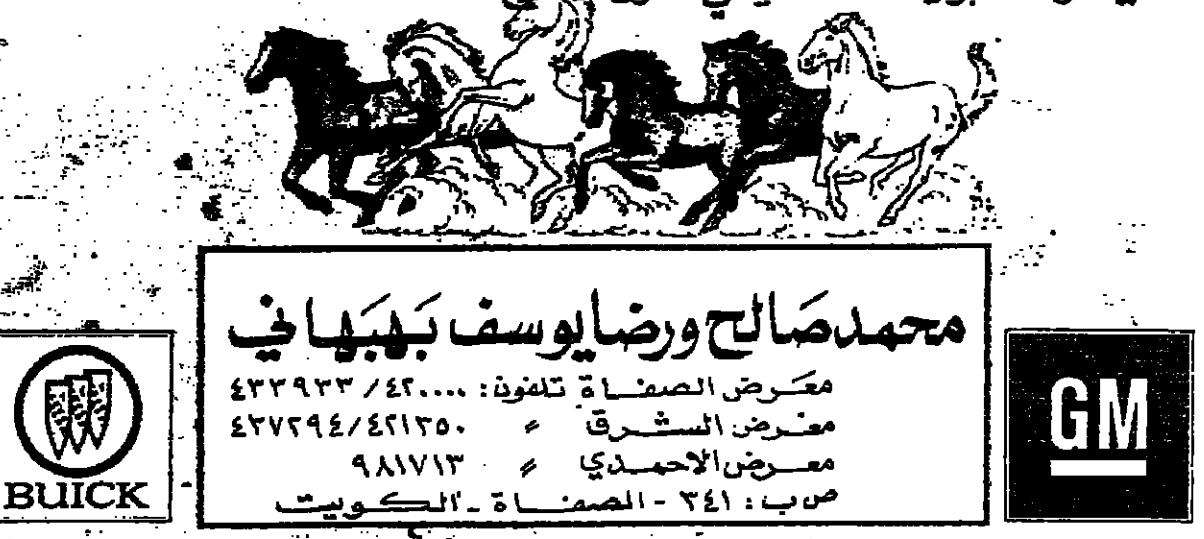 محمد صالح ورضا يوسف بهبهاني
معرض الصفاة تلفون: ٤٢٠٠٠٠ / ٤٣٣٩٣٣
معرض الشرق 〃 ٤٢١٣٥٠/٤٣٧٢٩٤
معرض الاحمدي 〃 ٩٨١٧١٣
ص ب: ٣٤١ - الصفاة - الكويت
BUICK
GM